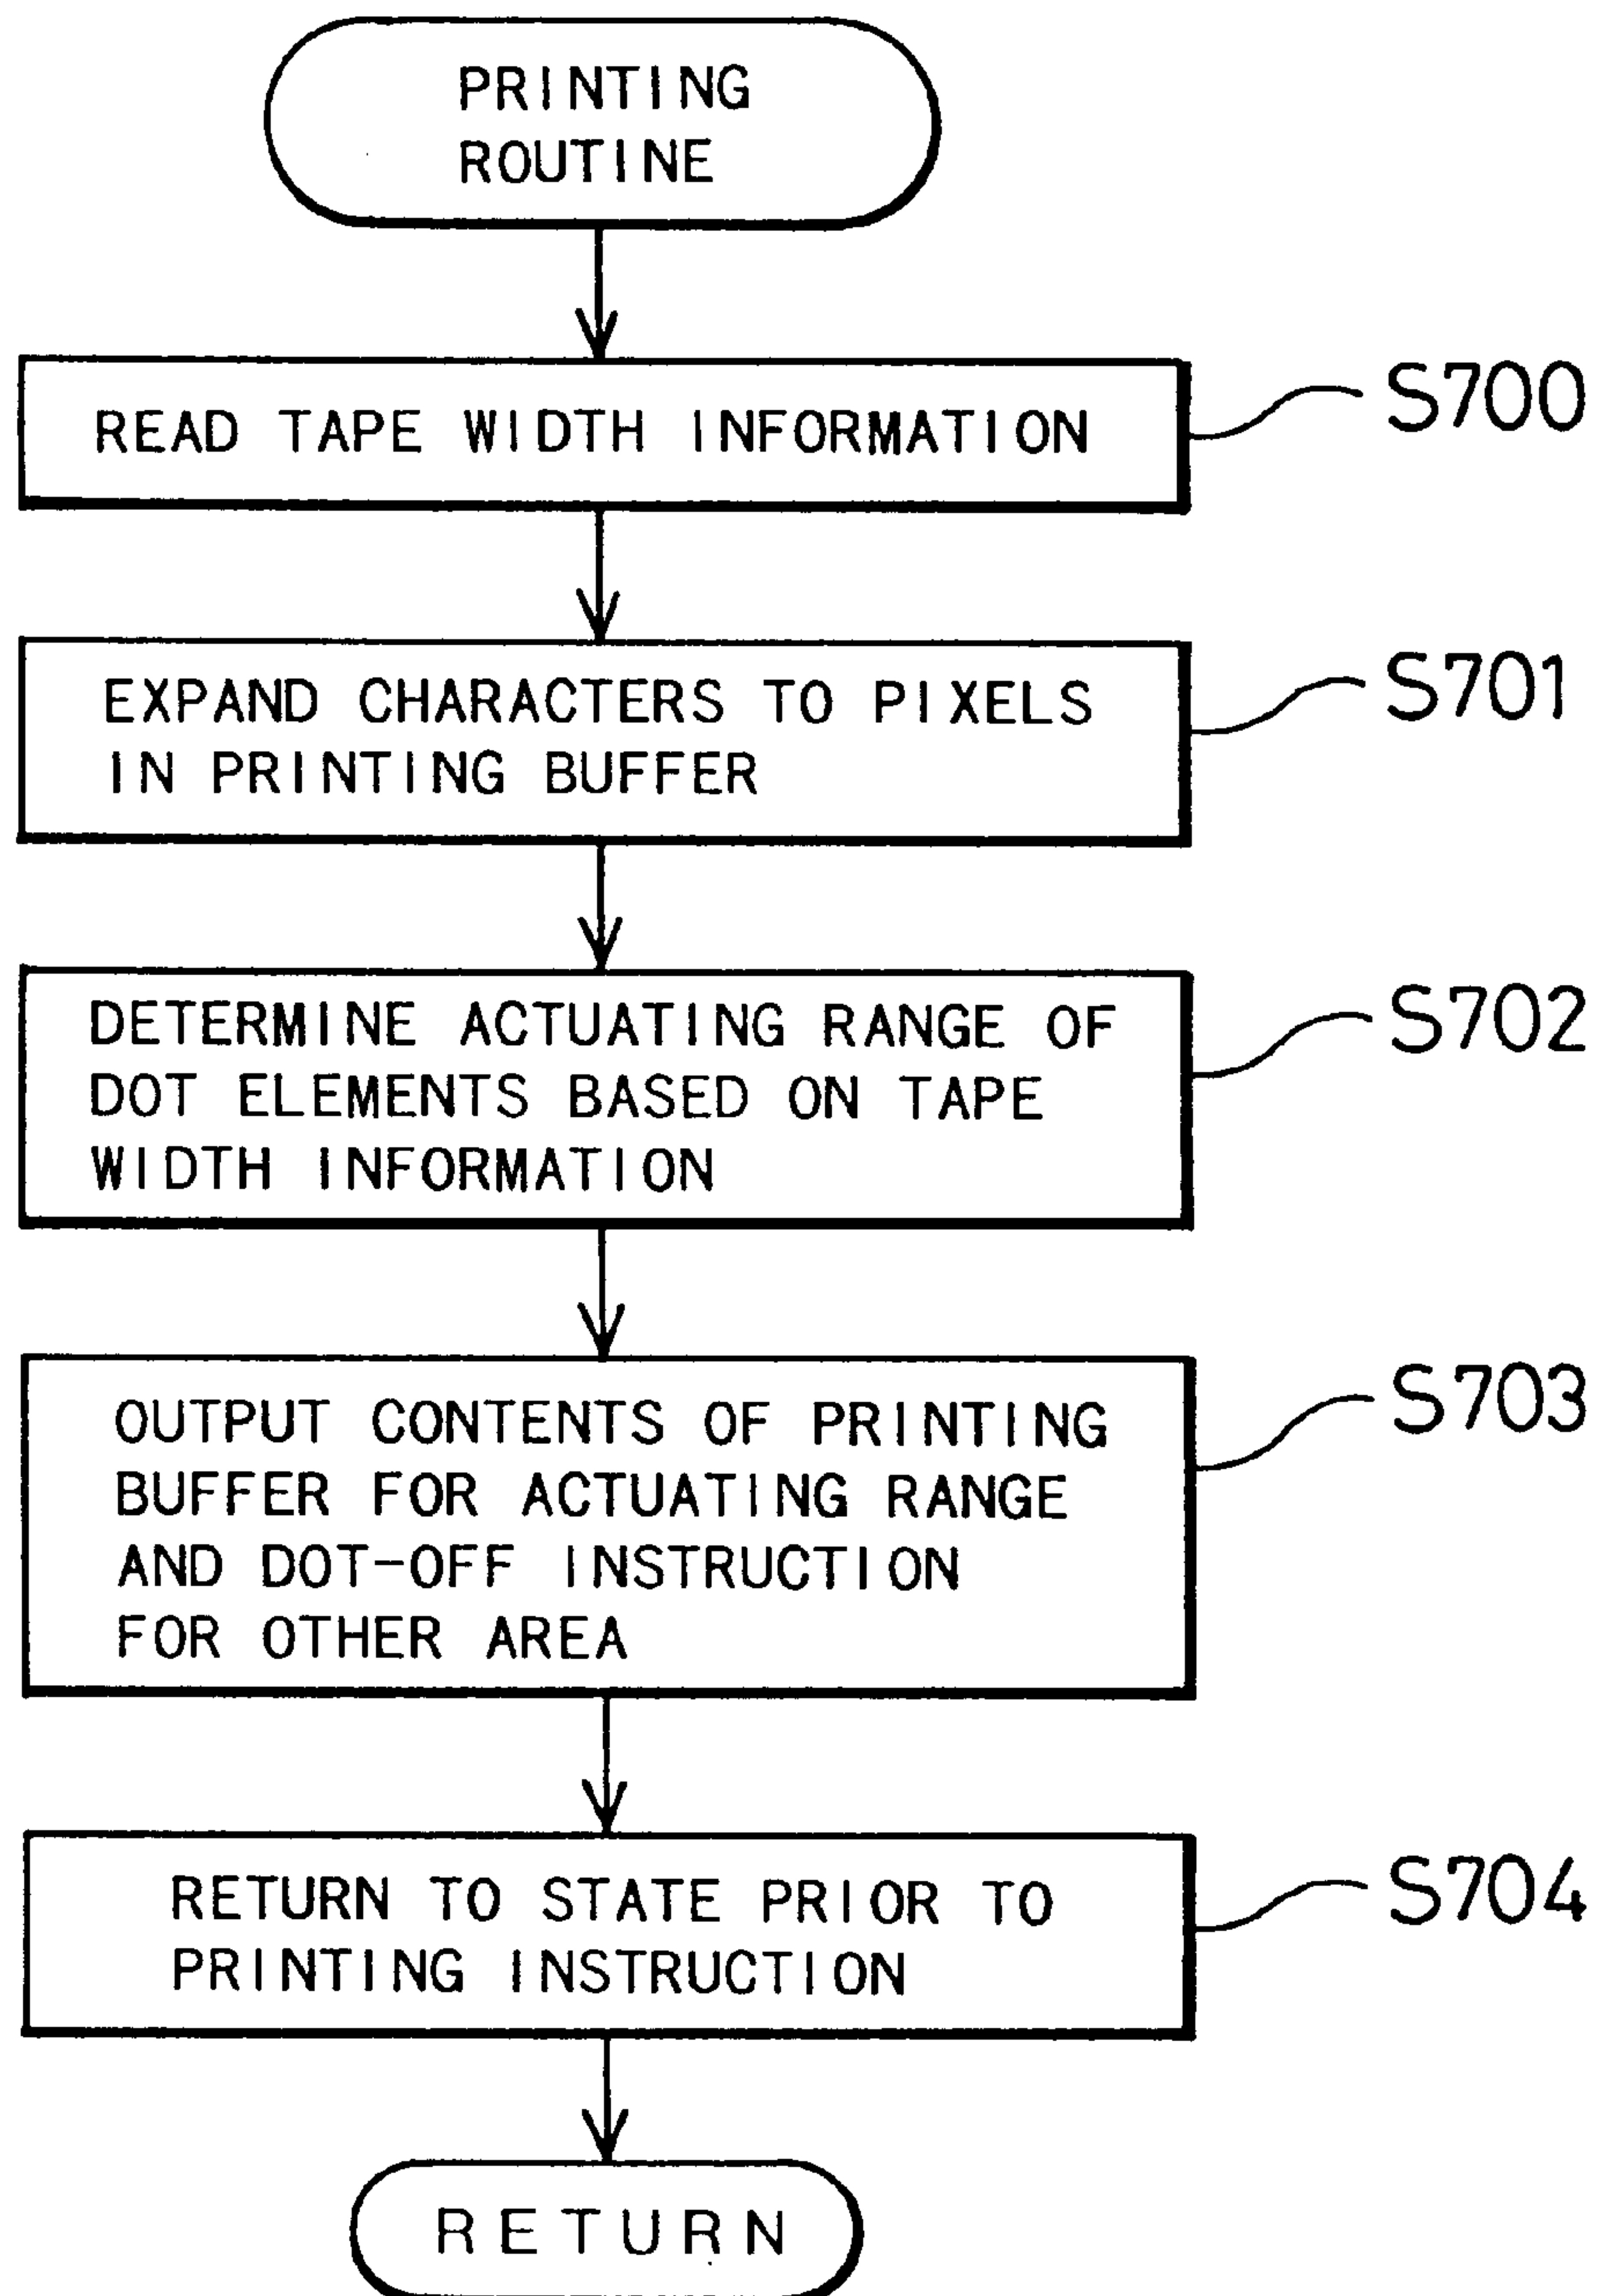 PRINTING
ROUTINE
READ TAPE WIDTH INFORMATION
S700
EXPAND CHARACTERS TO PIXELS
IN PRINTING BUFFER
S701
DETERMINE ACTUATING RANGE OF
DOT ELEMENTS BASED ON TAPE
WIDTH INFORMATION
S702
OUTPUT CONTENTS OF PRINTING
BUFFER FOR ACTUATING RANGE
AND DOT-OFF INSTRUCTION
FOR OTHER AREA
S703
RETURN TO STATE PRIOR TO
PRINTING INSTRUCTION
S704
RETURN